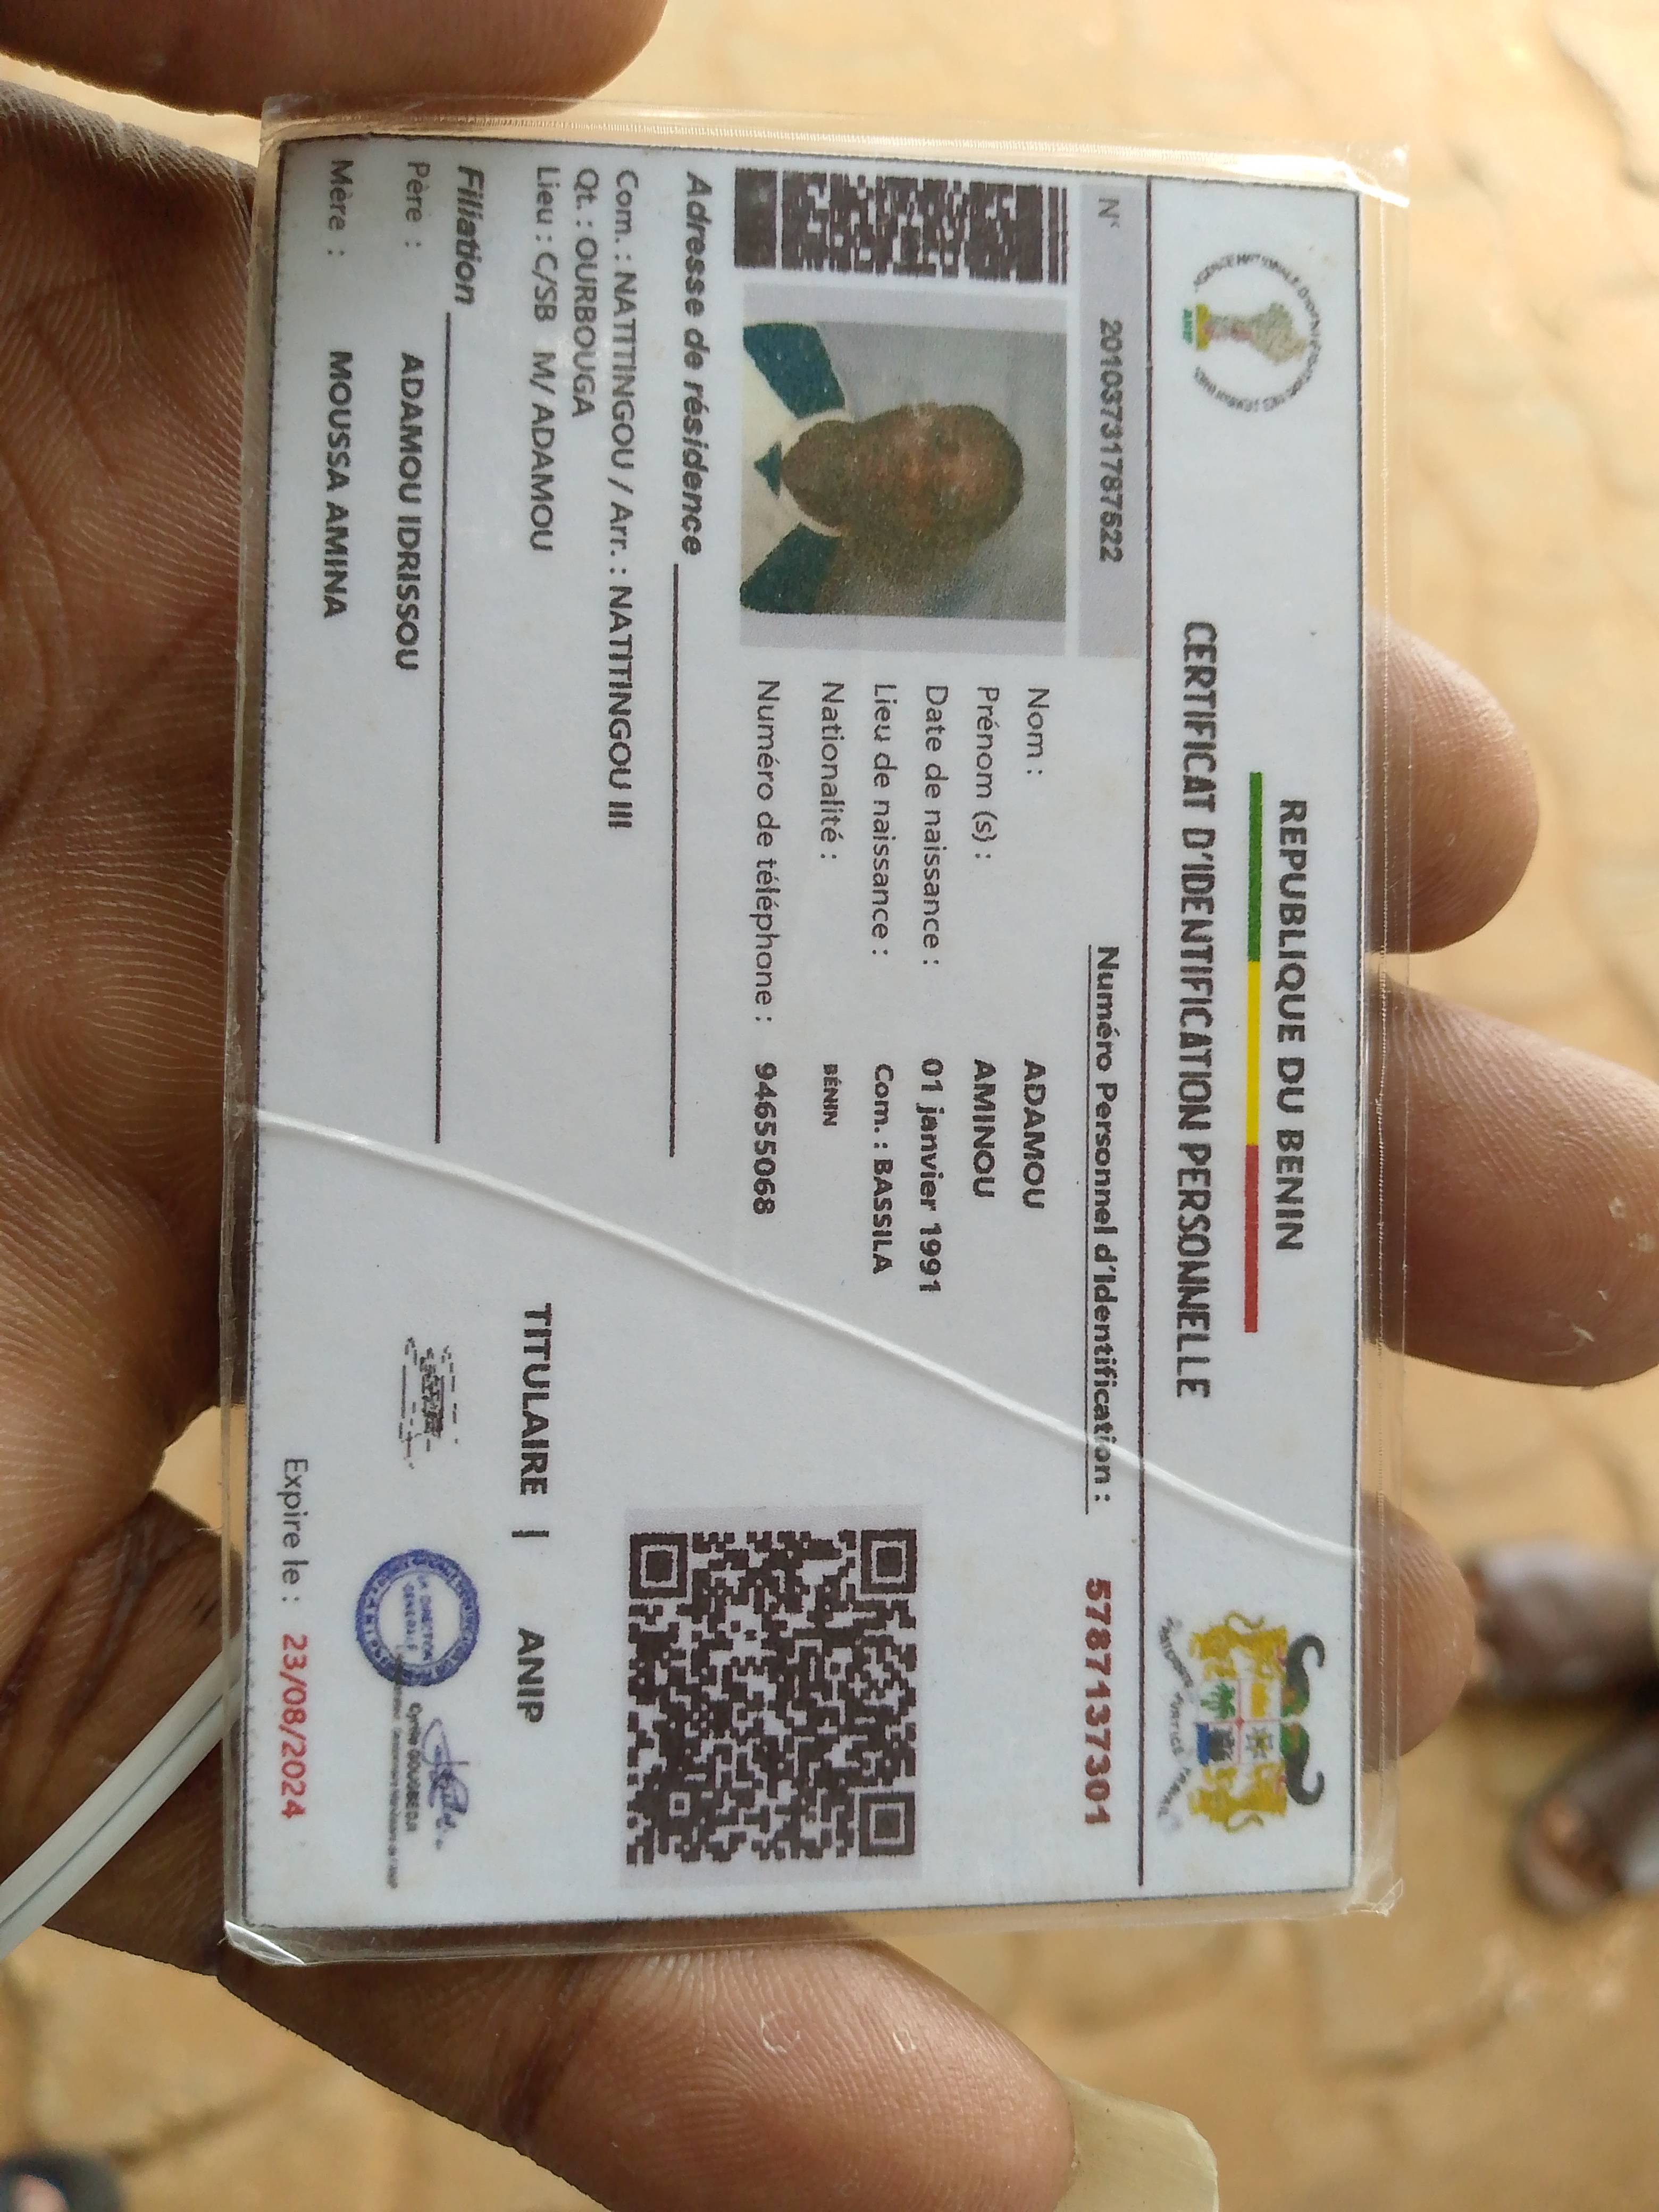 REPUBLIQUE DU BENIN
CERTIFICAT D'IDENTIFICATION PERSONNELLE
ANIP
N° 20103731787522
Numéro Personnel d'Identification : 5787137301
Nom : ADAMOU
Prénom (s) : AMINOU
Date de naissance : 01 janvier 1991
Lieu de naissance : Com. : BASSILA
Nationalité : BÉNIN
Numéro de téléphone : 94655068
Adresse de résidence
Com. : NATITINGOU / Arr. : NATITINGOU III
Qt. : OURBOUGA
Lieu : C/SB M/ ADAMOU
Filiation
Père : ADAMOU IDRISSOU
Mère : MOUSSA AMINA
TITULAIRE | ANIP
Cyrille GOUGBEDJI
Expire le : 23/08/2024